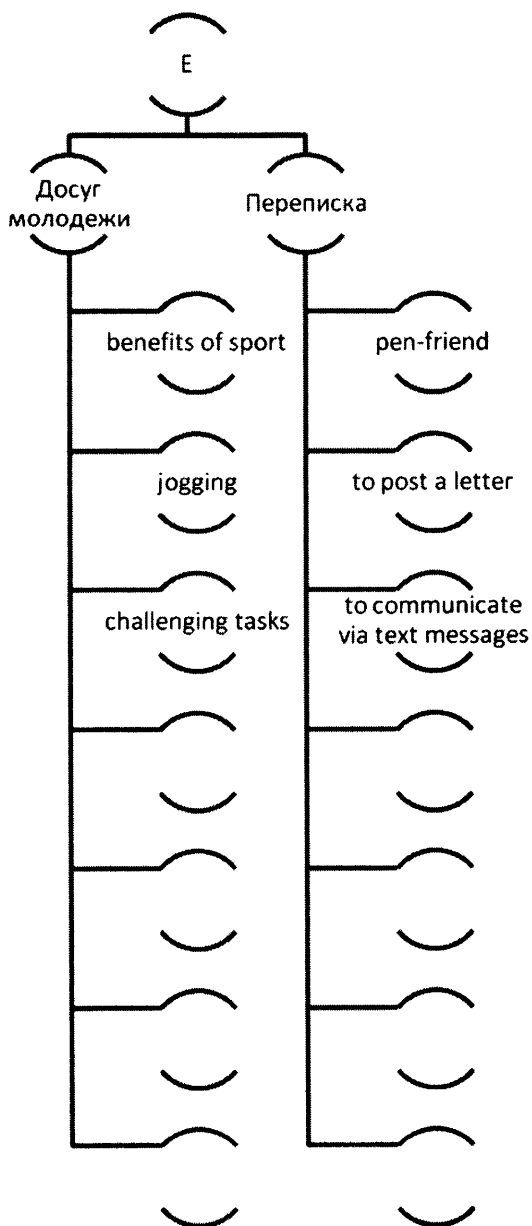 Е
Досуг
молодежи
Переписка
benefits of sport
pen-friend
jogging
to post a letter
challenging tasks
to communicate
via text messages